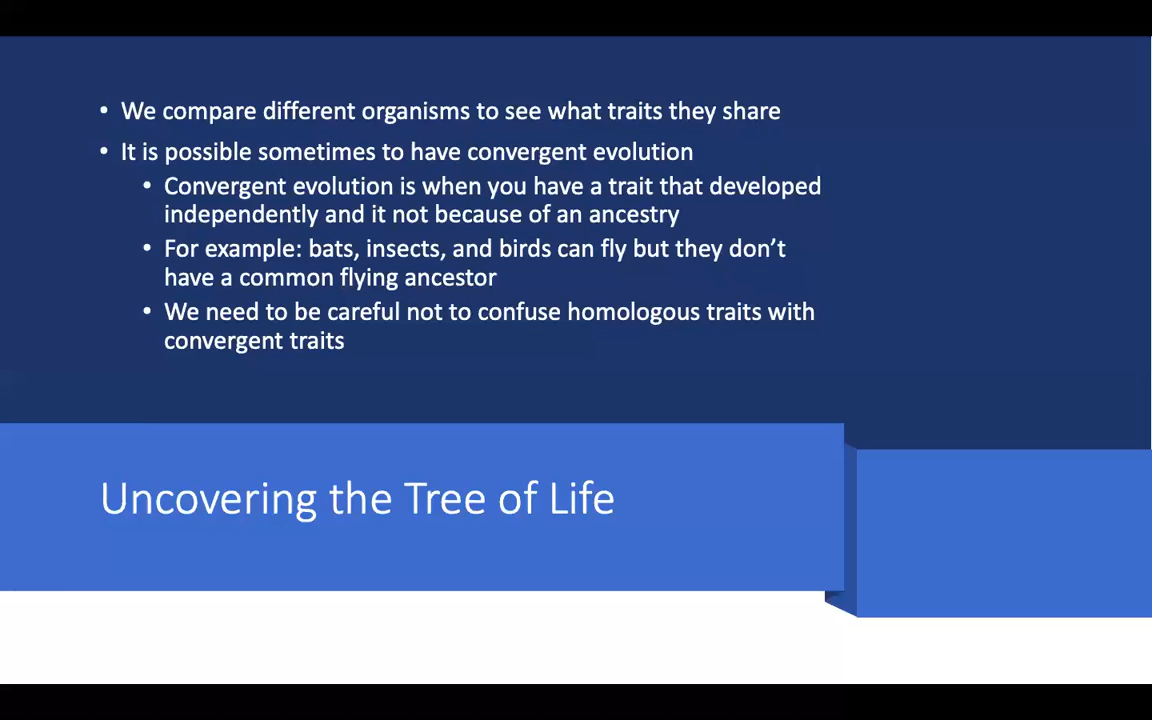 • We compare different organisms to see what traits they share
• It is possible sometimes to have convergent evolution
• Convergent evolution is when you have a trait that developed
independently and it not because of an ancestry
• For example: bats, insects, and birds can fly but they don’t
have a common flying ancestor
• We need to be careful not to confuse homologous traits with
convergent traits
Uncovering the Tree of Life